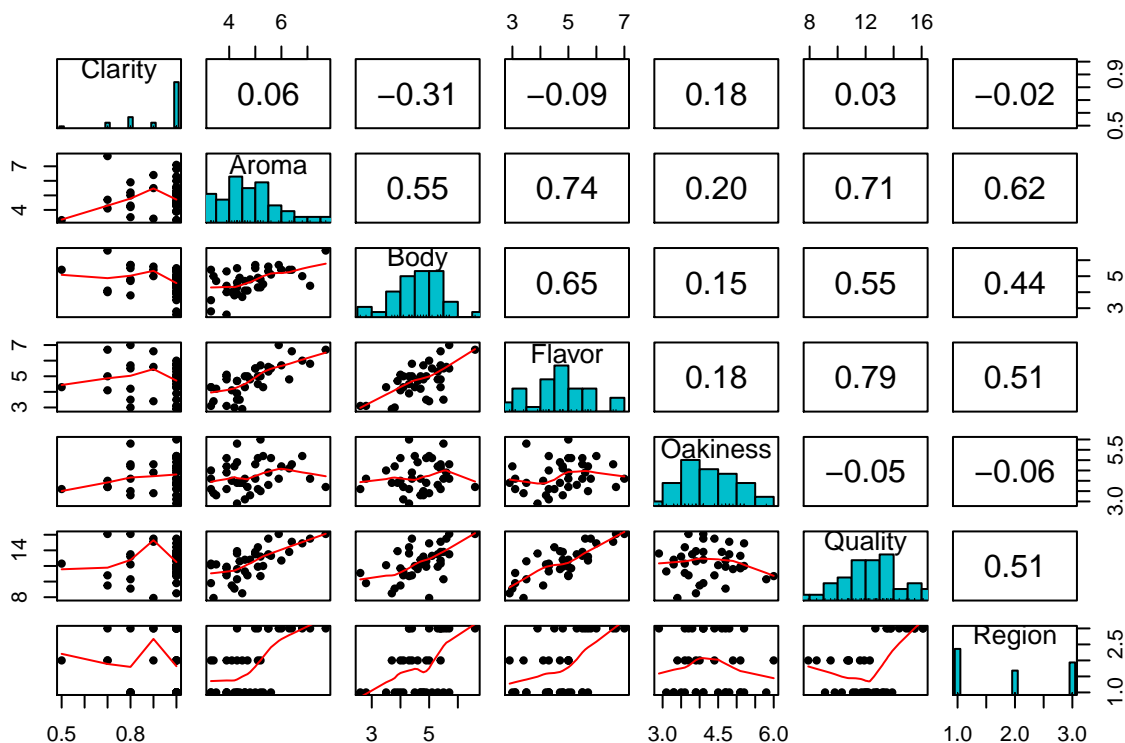 4 6 3 5 7 8 12 16
Clarity 0.06 −0.31 −0.09 0.18 0.03 −0.02 0.5 0.9
4 7 Aroma 0.55 0.74 0.20 0.71 0.62
Body 0.65 0.15 0.55 0.44 3 5
3 5 7 Flavor 0.18 0.79 0.51
Oakiness −0.05 −0.06 3.0 5.5
8 14 Quality 0.51
Region 1.0 2.5
0.5 0.8 3 5 3.0 4.5 6.0 1.0 2.0 3.0